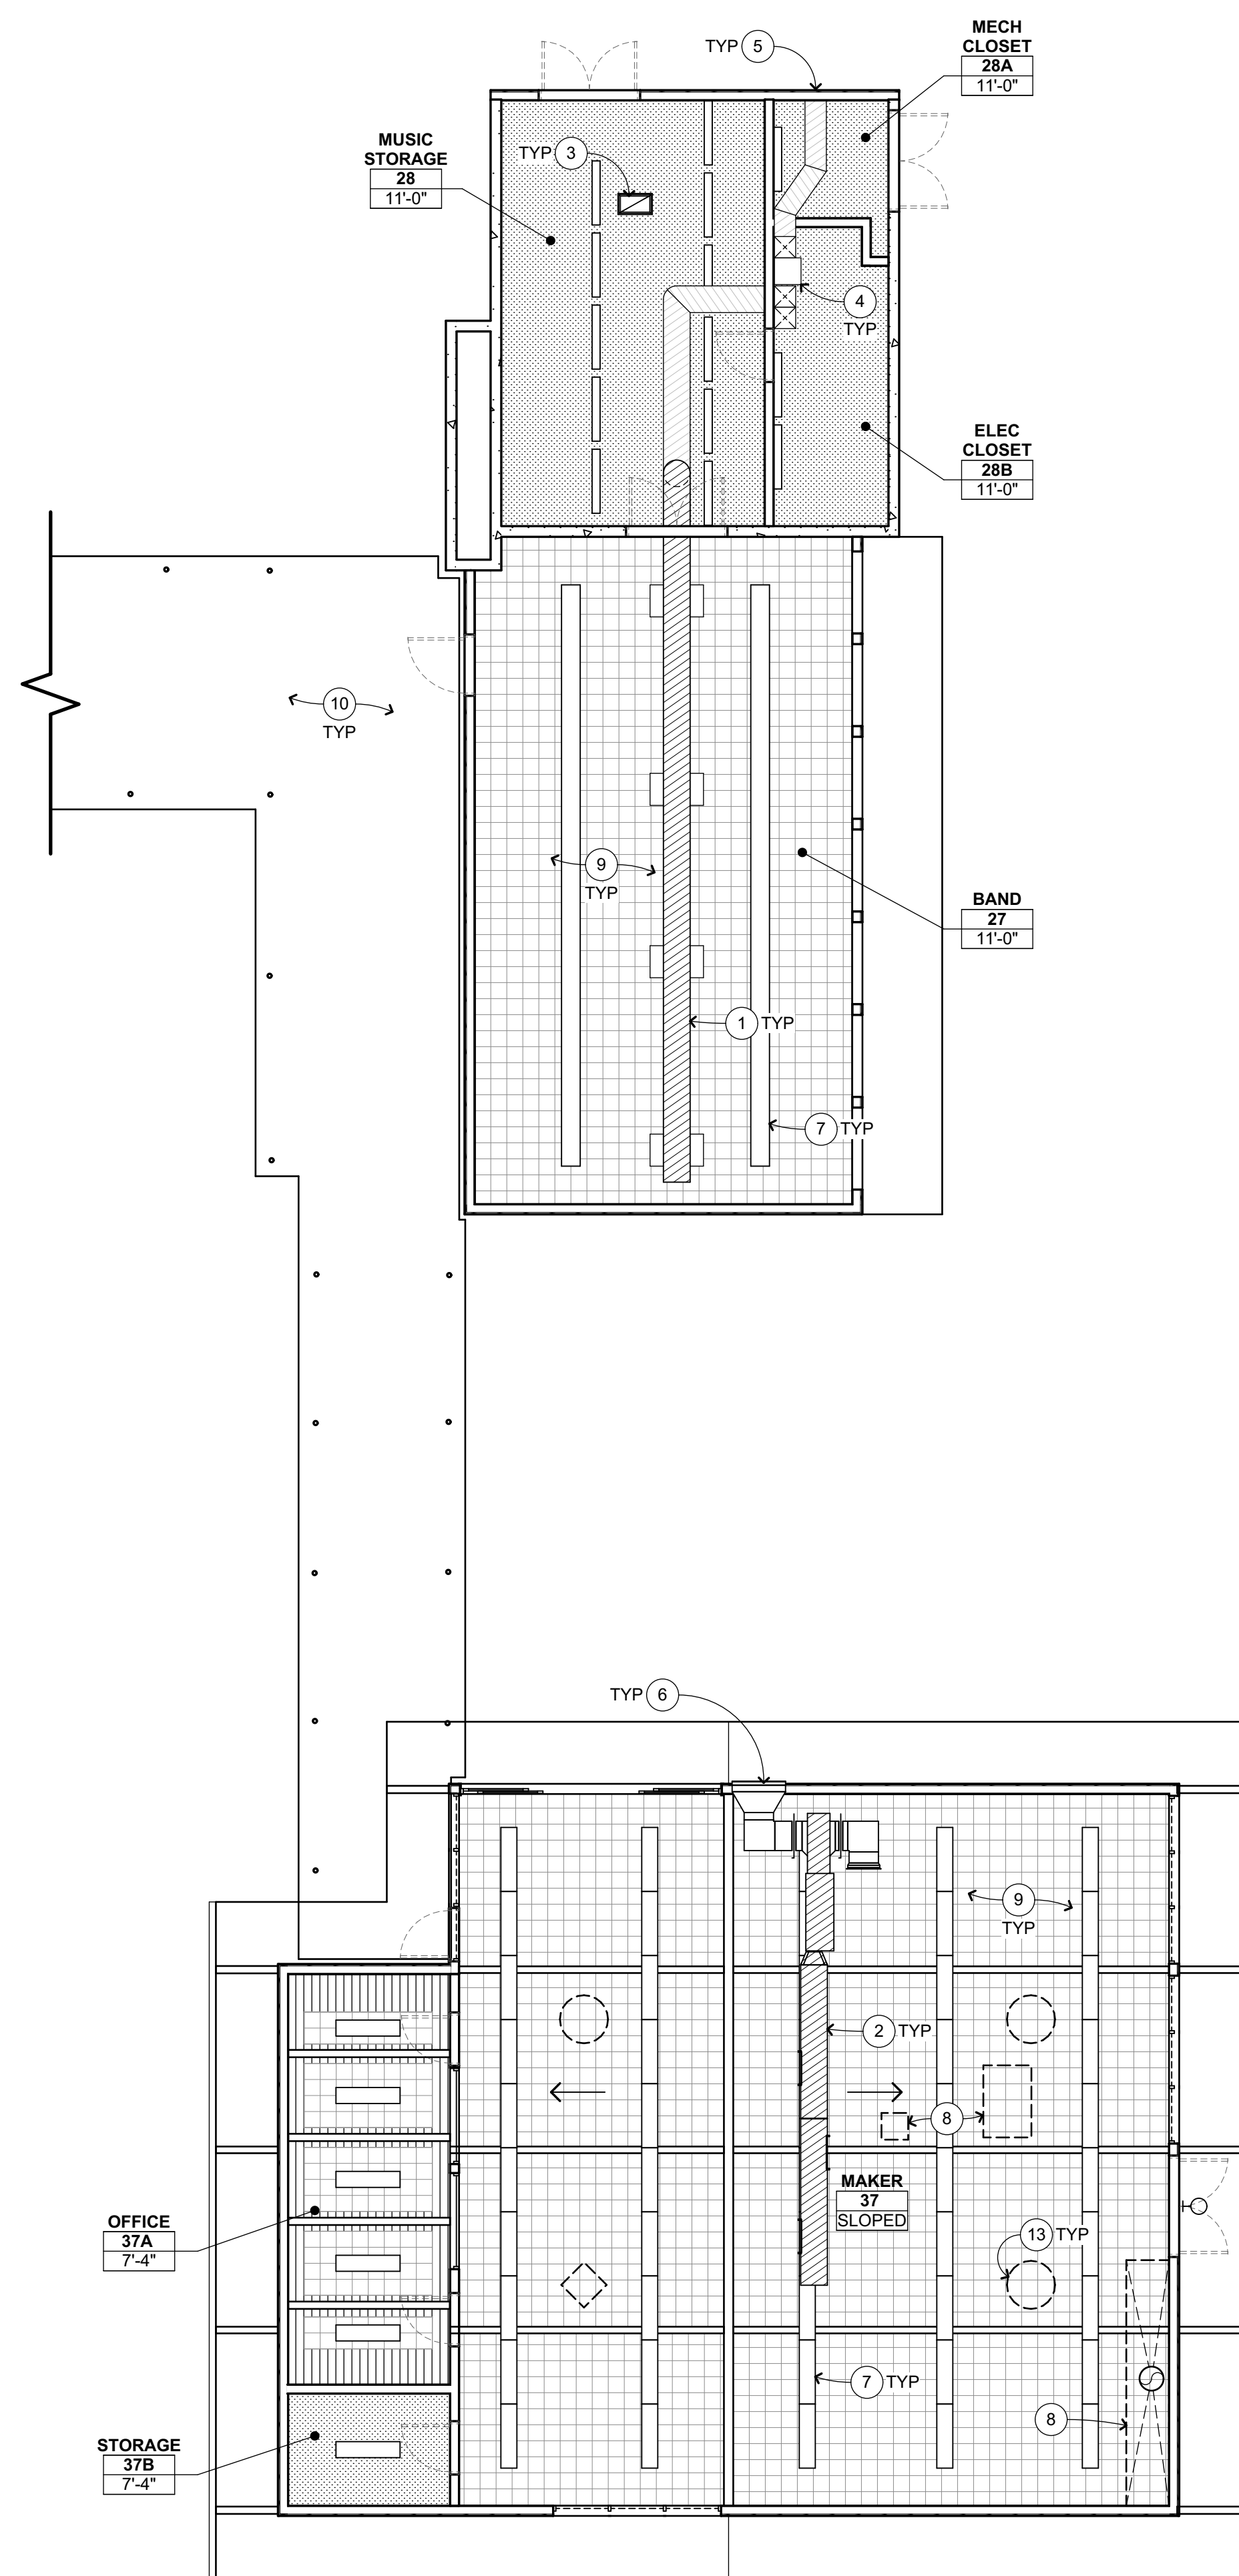 MECH
CLOSET
28A
11'-0"
TYP 5
MUSIC
STORAGE
28
11'-0"
TYP 3
4
TYP
ELEC
CLOSET
28B
11'-0"
10
TYP
9
TYP
BAND
27
11'-0"
1 TYP
7 TYP
TYP 6
9
TYP
2 TYP
8
MAKER
37
SLOPED
OFFICE
37A
7'-4"
13 TYP
7 TYP
8
STORAGE
37B
7'-4"